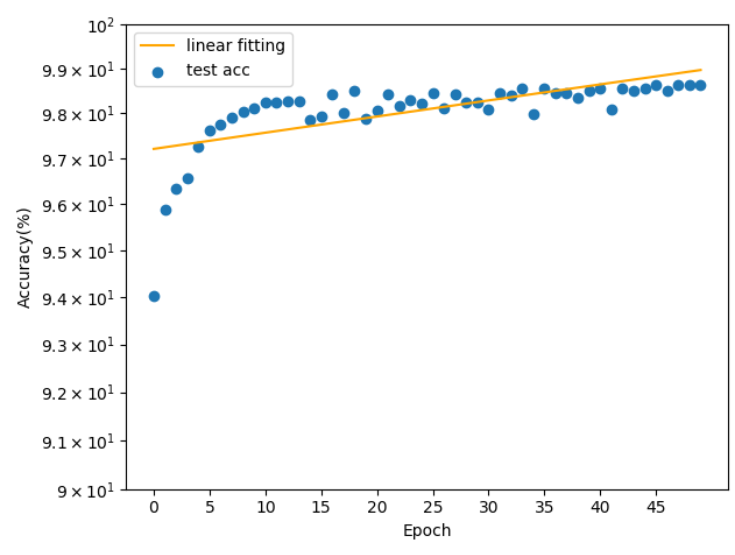 linear fitting
test acc
10²
9.9 × 10¹
9.8 × 10¹
9.7 × 10¹
9.6 × 10¹
9.5 × 10¹
9.4 × 10¹
9.3 × 10¹
9.2 × 10¹
9.1 × 10¹
9 × 10¹
Accuracy(%)
0 5 10 15 20 25 30 35 40 45
Epoch